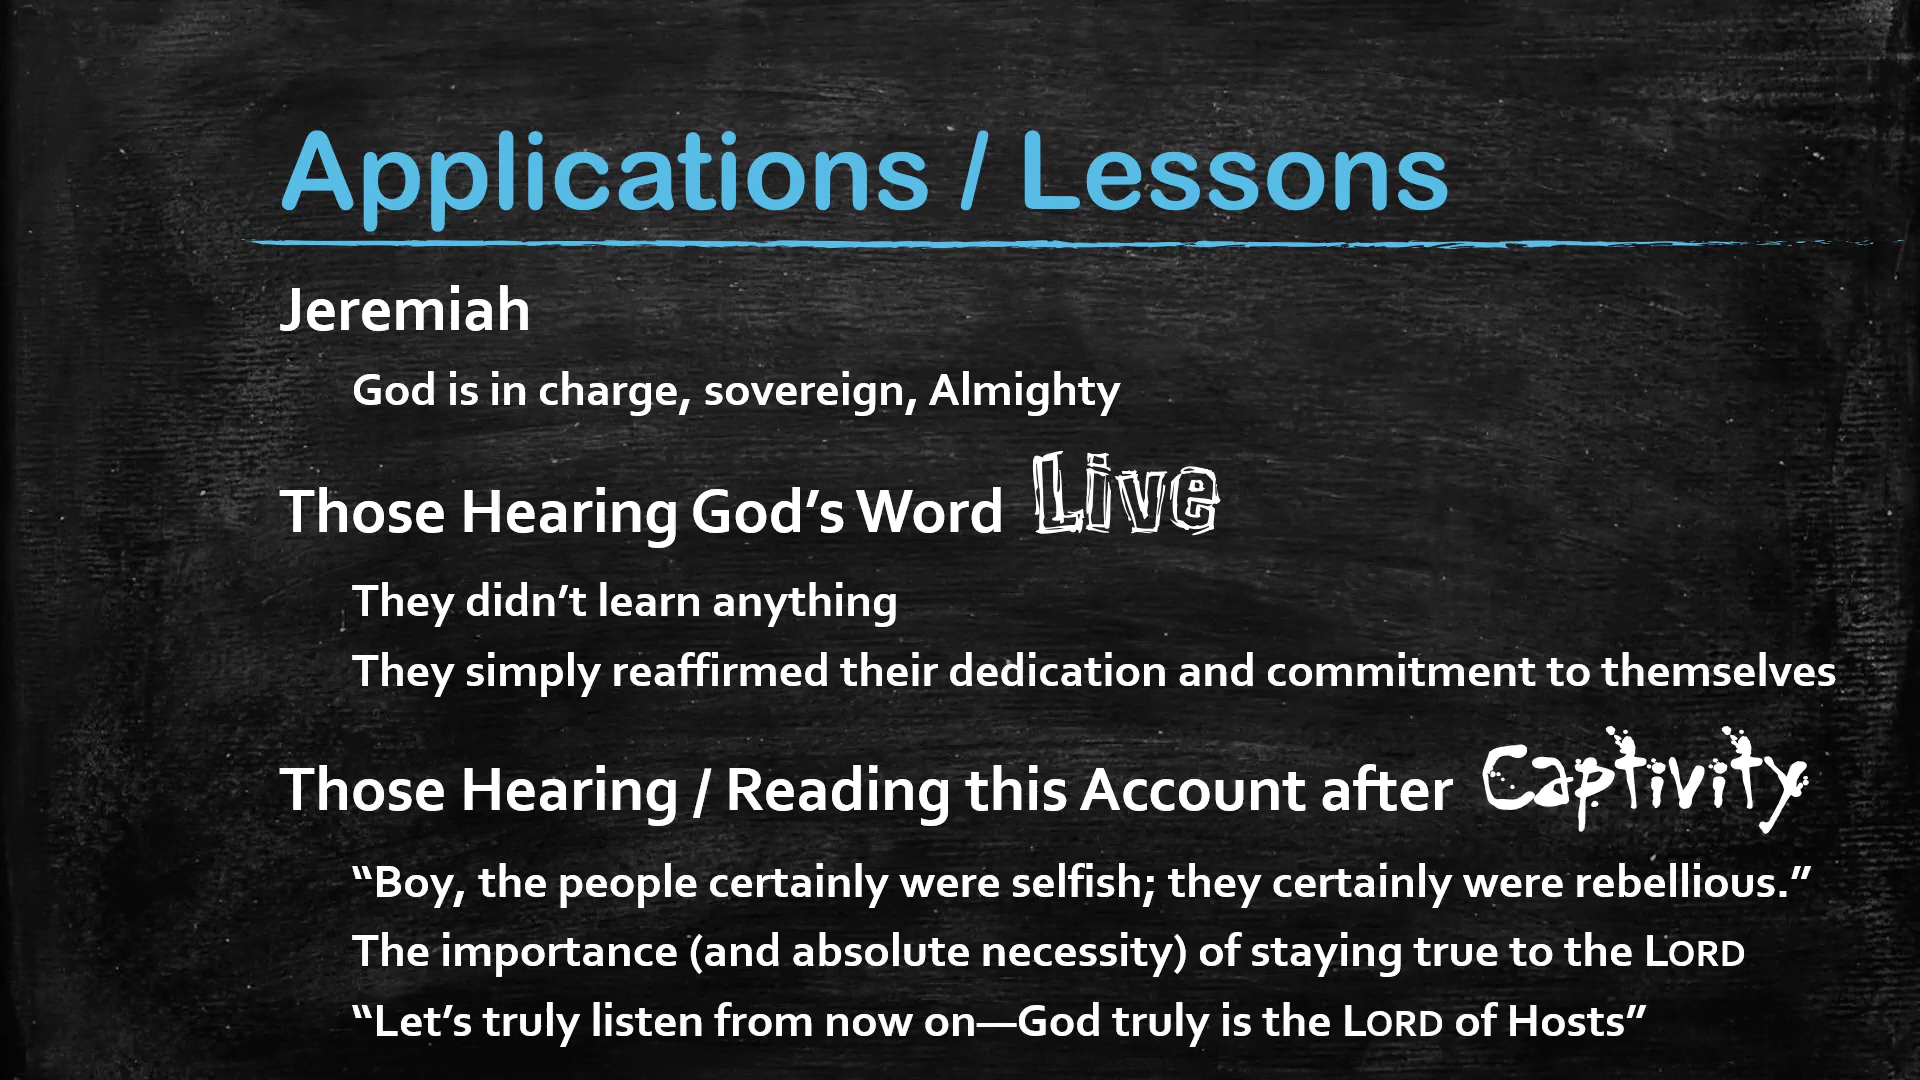 Applications / Lessons
Jeremiah
God is in charge, sovereign, Almighty
Those Hearing God’s Word Live
They didn’t learn anything
They simply reaffirmed their dedication and commitment to themselves
Those Hearing / Reading this Account after Captivity
“Boy, the people certainly were selfish; they certainly were rebellious.”
The importance (and absolute necessity) of staying true to the LORD
“Let’s truly listen from now on—God truly is the LORD of Hosts”